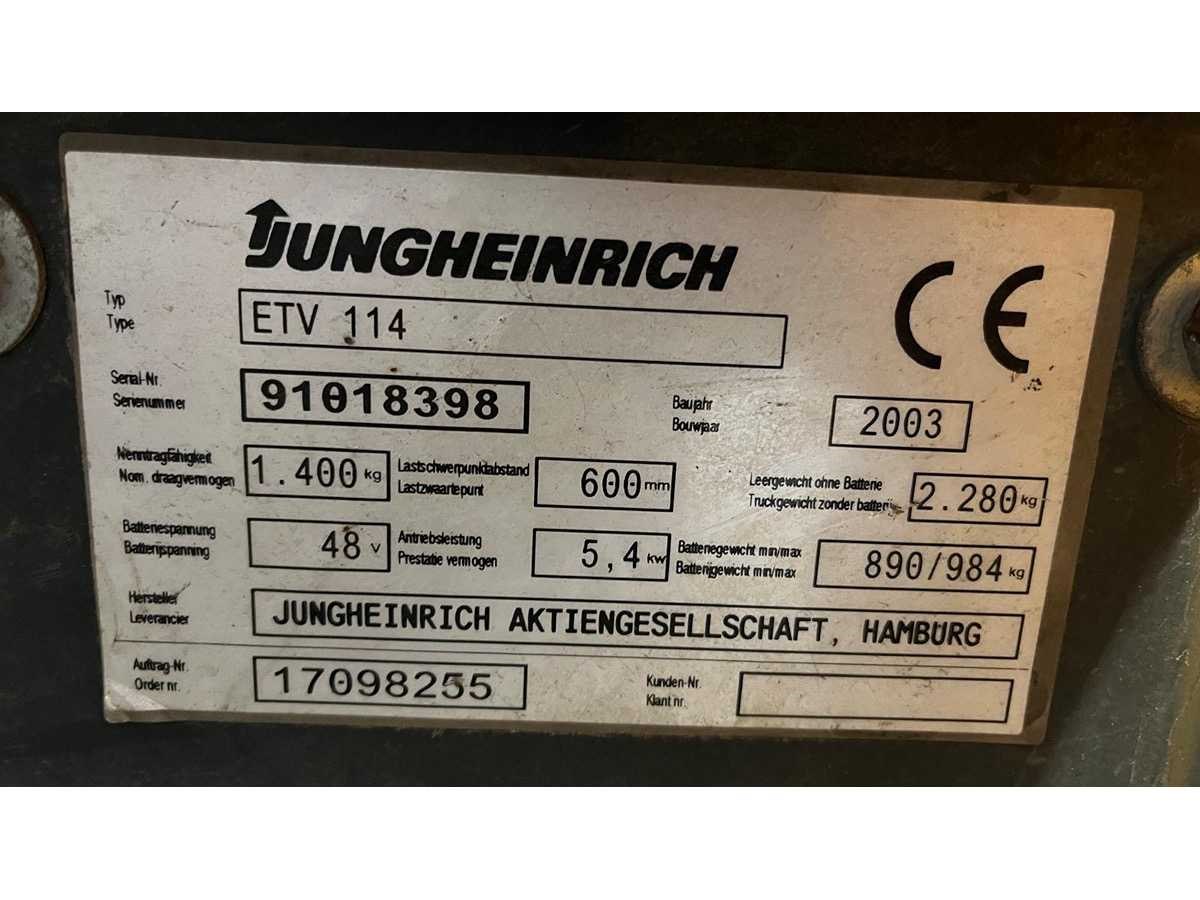 JUNGHEINRICH
CE
Typ
Type
ETV 114
Serial-Nr.
Serienummer
91018398
Baujahr
Bouwjaar
2003
Nenntragfähigkeit
Nom. draagvermogen
1.400 kg
Lastschwerpunktabstand
Lastzwaartepunt
600 mm
Leergewicht ohne Batterie
Truckgewicht zonder batterij
2.280 kg
Batteriespannung
Batterijspanning
48 V
Antriebsleistung
Prestatie vermogen
5,4 kW
Batteriegewicht min/max
Batterijgewicht min/max
890/984 kg
Hersteller
Leverancier
JUNGHEINRICH AKTIENGESELLSCHAFT, HAMBURG
Auftrag-Nr.
Order nr.
17098255
Kunden-Nr.
Klant nr.